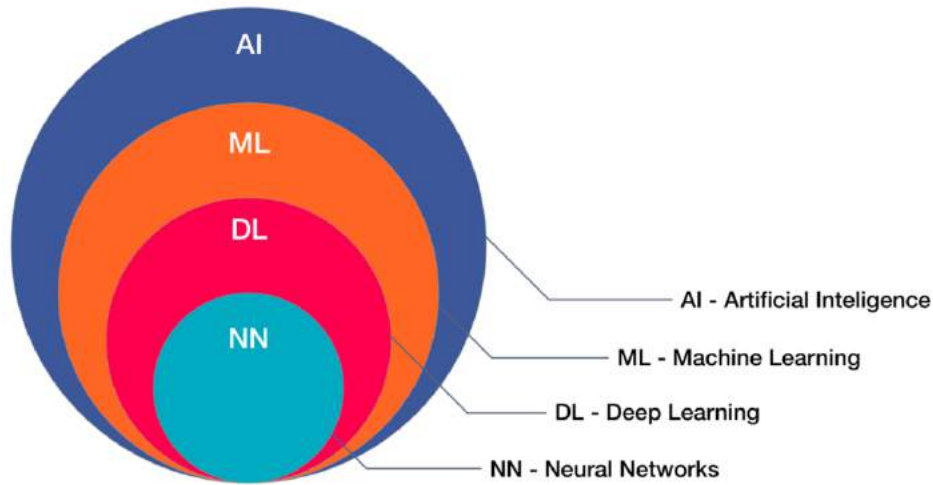 AI
ML
DL
NN
AI - Artificial Inteligence
ML - Machine Learning
DL - Deep Learning
NN - Neural Networks